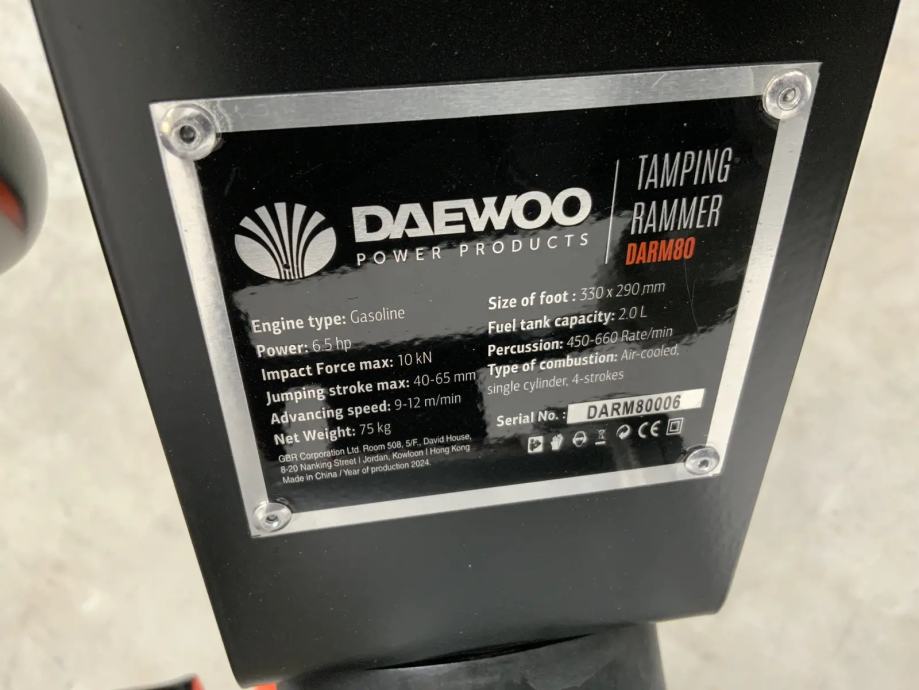 DAEWOO
POWER PRODUCTS
TAMPING
RAMMER
DARM80
Engine type: Gasoline
Power: 6.5 hp
Impact Force max: 10 kN
Jumping stroke max: 40-65 mm
Advancing speed: 9-12 m/min
Net Weight: 75 kg
GBR Corporation Ltd. Room 508, 5/F., David House,
8-20 Nanking Street | Jordan, Kowloon | Hong Kong
Made in China / Year of production 2024.
Size of foot : 330 x 290 mm
Fuel tank capacity: 2.0 L
Percussion: 450-660 Rate/min
Type of combustion: Air-cooled,
single cylinder, 4-strokes
Serial No. : DARM80006
CE